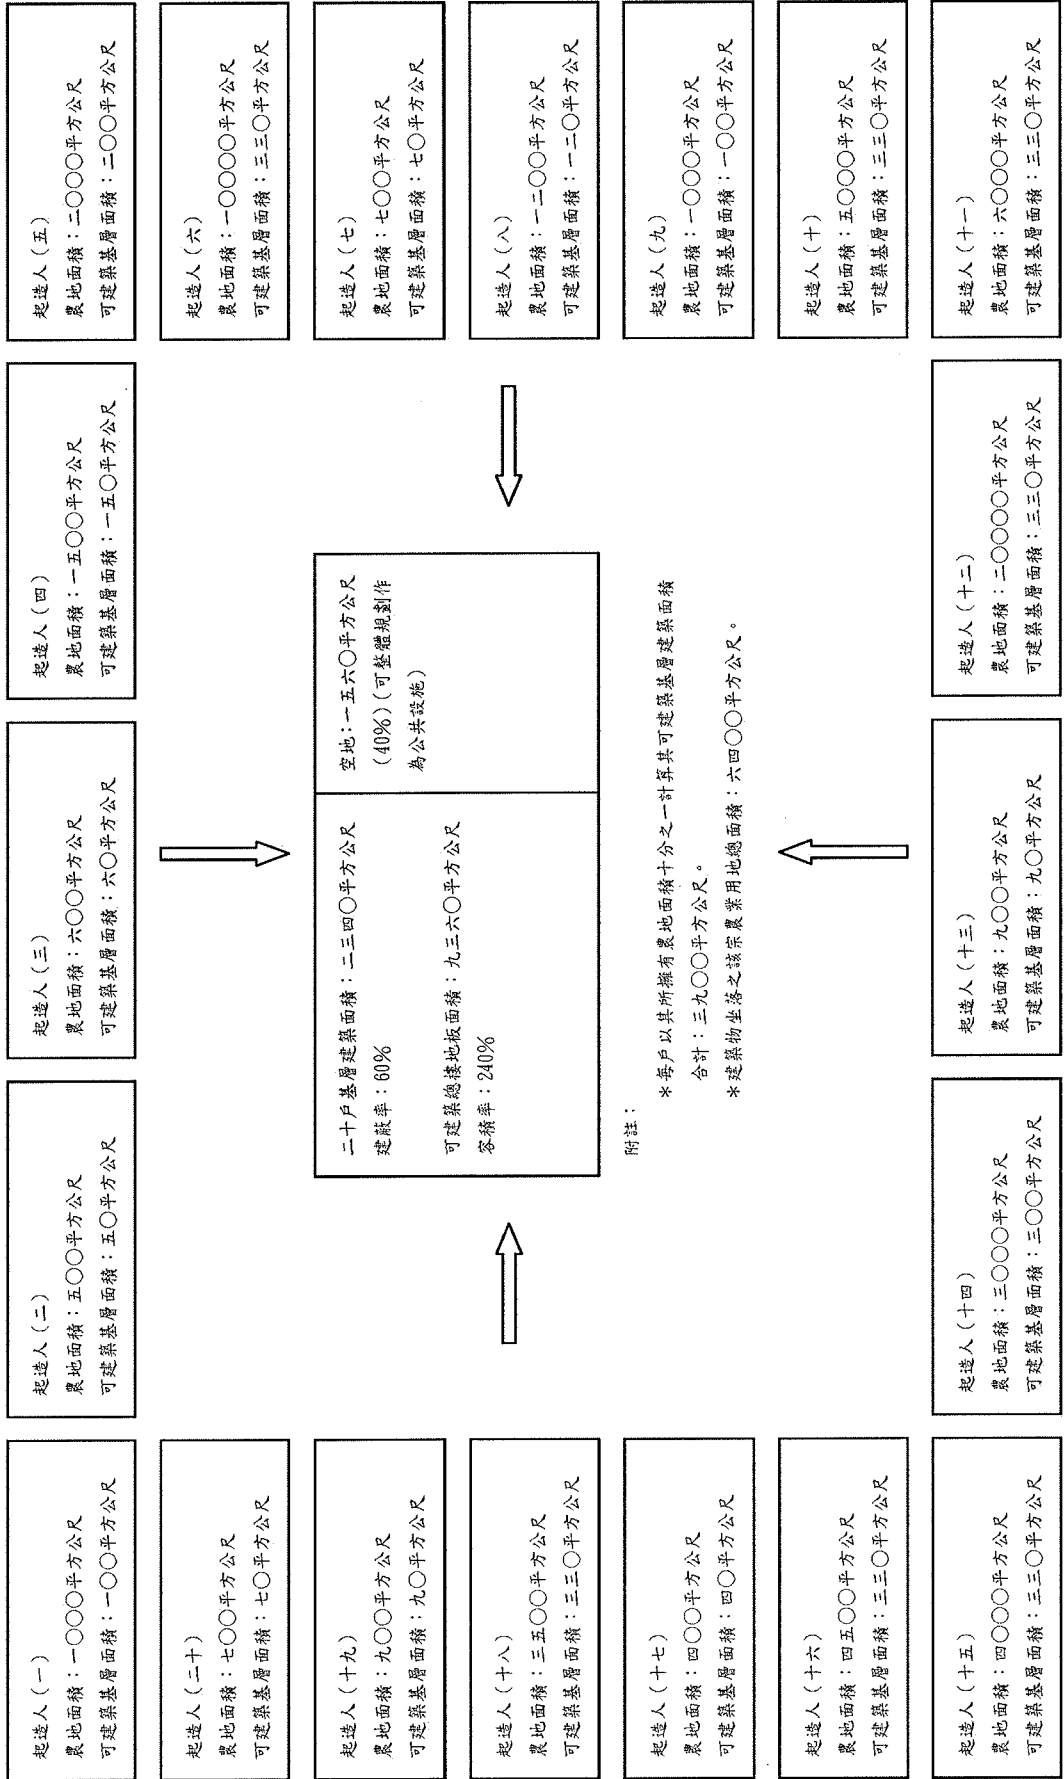 起造人(一)
農地面積：一〇〇〇平方公尺
可建築基層面積：一〇〇平方公尺
起造人(二)
農地面積：五〇〇平方公尺
可建築基層面積：五〇平方公尺
起造人(三)
農地面積：六〇〇平方公尺
可建築基層面積：六〇平方公尺
起造人(四)
農地面積：一五〇〇平方公尺
可建築基層面積：一五〇平方公尺
起造人(五)
農地面積：二〇〇〇平方公尺
可建築基層面積：二〇〇平方公尺
起造人(六)
農地面積：一〇〇〇〇平方公尺
可建築基層面積：三三〇平方公尺
起造人(七)
農地面積：七〇〇平方公尺
可建築基層面積：七〇平方公尺
起造人(八)
農地面積：一二〇〇平方公尺
可建築基層面積：一二〇平方公尺
起造人(九)
農地面積：一〇〇〇平方公尺
可建築基層面積：一〇〇平方公尺
起造人(十)
農地面積：五〇〇〇平方公尺
可建築基層面積：三三〇平方公尺
起造人(十一)
農地面積：六〇〇〇平方公尺
可建築基層面積：三三〇平方公尺
起造人(十二)
農地面積：二〇〇〇〇平方公尺
可建築基層面積：三三〇平方公尺
起造人(十三)
農地面積：九〇〇平方公尺
可建築基層面積：九〇平方公尺
起造人(十四)
農地面積：三〇〇〇平方公尺
可建築基層面積：三〇〇平方公尺
起造人(十五)
農地面積：四〇〇〇平方公尺
可建築基層面積：三三〇平方公尺
起造人(十六)
農地面積：四五〇〇平方公尺
可建築基層面積：三三〇平方公尺
起造人(十七)
農地面積：四〇〇平方公尺
可建築基層面積：四〇平方公尺
起造人(十八)
農地面積：三五〇〇平方公尺
可建築基層面積：三三〇平方公尺
起造人(十九)
農地面積：九〇〇平方公尺
可建築基層面積：九〇平方公尺
起造人(二十)
農地面積：七〇〇平方公尺
可建築基層面積：七〇平方公尺
二十戶基層建築面積：二三四〇平方公尺
建蔽率：60%
可建築總樓地板面積：九三六〇平方公尺
容積率：240%
空地：一五六〇平方公尺
(40%)(可整體規劃作
為公共設施)
附註：
＊每戶以其所擁有農地面積十分之一計算其可建築基層建築面積
合計：三九〇〇平方公尺。
＊建築物坐落之該宗農業用地總面積：六四〇〇平方公尺。